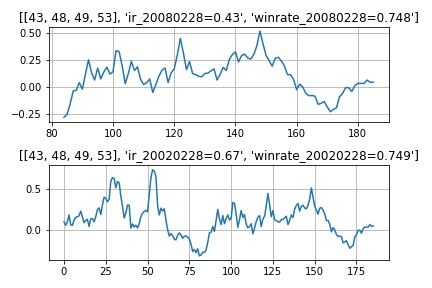 [[43, 48, 49, 53], 'ir_20080228=0.43', 'winrate_20080228=0.748']
0.50
0.25
0.00
−0.25
80 100 120 140 160 180
[[43, 48, 49, 53], 'ir_20020228=0.67', 'winrate_20020228=0.749']
0.5
0.0
0 25 50 75 100 125 150 175